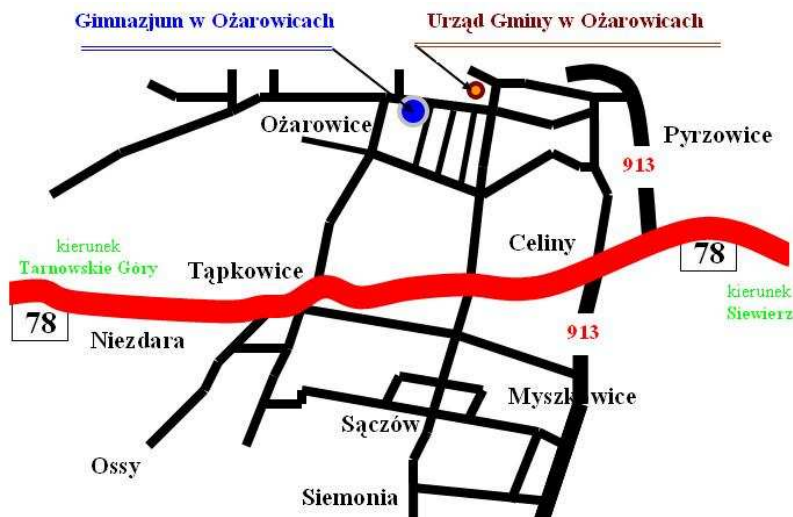 Gimnazjum w Ożarowicach
Urząd Gminy w Ożarowicach
Ożarowice
Pyrzowice
913
kierunek
Tarnowskie Góry
Tąpkowice
Celiny
78
kierunek
Siewierz
78
Niezdara
913
Myszkowice
Sączów
Ossy
Siemonia